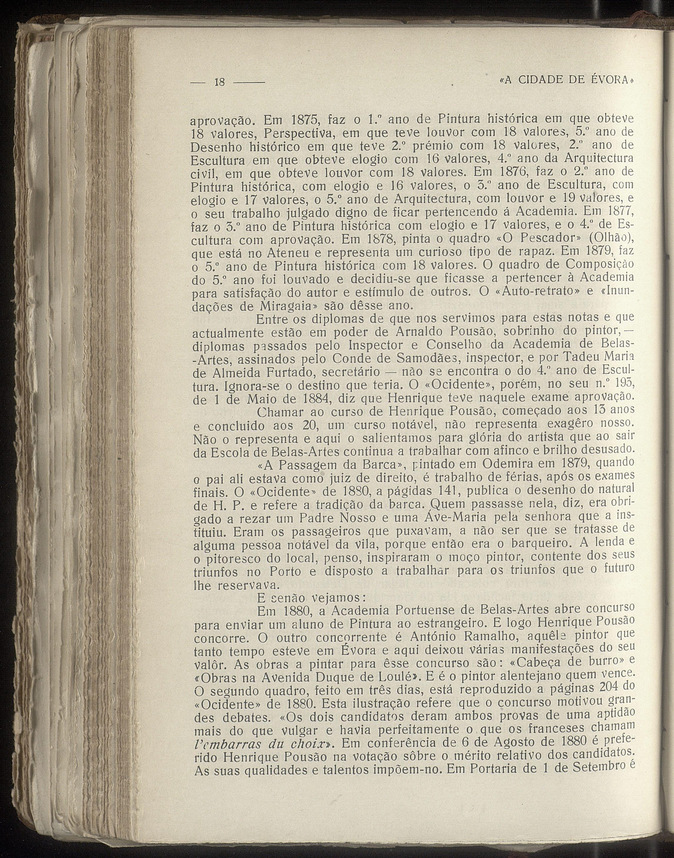 — 18 —— «A CIDADE DE ÉVORA»
aprovação. Em 1875, faz o 1.º ano de Pintura histórica em que obteve
18 valores, Perspectiva, em que teve louvor com 18 valores, 5.º ano de
Desenho histórico em que teve 2.º prémio com 18 valores, 2.º ano de
Escultura em que obteve elogio com 16 valores, 4.º ano da Arquitectura
civil, em que obteve louvor com 18 valores. Em 1876, faz o 2.º ano de
Pintura histórica, com elogio e 16 valores, o 3.º ano de Escultura, com
elogio e 17 valores, o 5.º ano de Arquitectura, com louvor e 19 valores, e
o seu trabalho julgado digno de ficar pertencendo á Academia. Em 1877,
faz o 3.º ano de Pintura histórica com elogio e 17 valores, e o 4.º de Es-
cultura com aprovação. Em 1878, pinta o quadro «O Pescador» (Olhão),
que está no Ateneu e representa um curioso tipo de rapaz. Em 1879, faz
o 5.º ano de Pintura histórica com 18 valores. O quadro de Composição
do 5.º ano foi louvado e decidiu-se que ficasse a pertencer à Academia
para satisfação do autor e estímulo de outros. O «Auto-retrato» e «Inun-
dações de Miragaia» são dêsse ano.
Entre os diplomas de que nos servimos para estas notas e que
actualmente estão em poder de Arnaldo Pousão, sobrinho do pintor,—
diplomas passados pelo Inspector e Conselho da Academia de Belas-
-Artes, assinados pelo Conde de Samodães, inspector, e por Tadeu Maria
de Almeida Furtado, secretário — não se encontra o do 4.º ano de Escul-
tura. Ignora-se o destino que teria. O «Ocidente», porém, no seu n.º 193,
de 1 de Maio de 1884, diz que Henrique teve naquele exame aprovação.
Chamar ao curso de Henrique Pousão, começado aos 13 anos
e concluido aos 20, um curso notável, não representa exagêro nosso.
Não o representa e aqui o salientamos para glória do artista que ao sair
da Escola de Belas-Artes continua a trabalhar com afinco e brilho desusado.
«A Passagem da Barca», pintado em Odemira em 1879, quando
o pai ali estava como juiz de direito, é trabalho de férias, após os exames
finais. O «Ocidente» de 1880, a págidas 141, publica o desenho do natural
de H. P. e refere a tradição da barca. Quem passasse nela, diz, era obri-
gado a rezar um Padre Nosso e uma Ave-Maria pela senhora que a ins-
tituiu. Eram os passageiros que puxavam, a não ser que se tratasse de
alguma pessoa notável da vila, porque então era o barqueiro. A lenda e
o pitoresco do local, penso, inspiraram o moço pintor, contente dos seus
triunfos no Porto e disposto a trabalhar para os triunfos que o futuro
lhe reservava.
E senão vejamos:
Em 1880, a Academia Portuense de Belas-Artes abre concurso
para enviar um aluno de Pintura ao estrangeiro. E logo Henrique Pousão
concorre. O outro concorrente é António Ramalho, aquêle pintor que
tanto tempo esteve em Évora e aqui deixou várias manifestações do seu
valôr. As obras a pintar para êsse concurso são: «Cabeça de burro» e
«Obras na Avenida Duque de Loulé». E é o pintor alentejano quem vence.
O segundo quadro, feito em três dias, está reproduzido a páginas 204 do
«Ocidente» de 1880. Esta ilustração refere que o concurso motivou gran-
des debates. «Os dois candidatos deram ambos provas de uma aptidão
mais do que vulgar e havia perfeitamente o que os franceses chamam
l'embarras du choix». Em conferência de 6 de Agosto de 1880 é prefe-
rido Henrique Pousão na votação sôbre o mérito relativo dos candidatos.
As suas qualidades e talentos impõem-no. Em Portaria de 1 de Setembro é